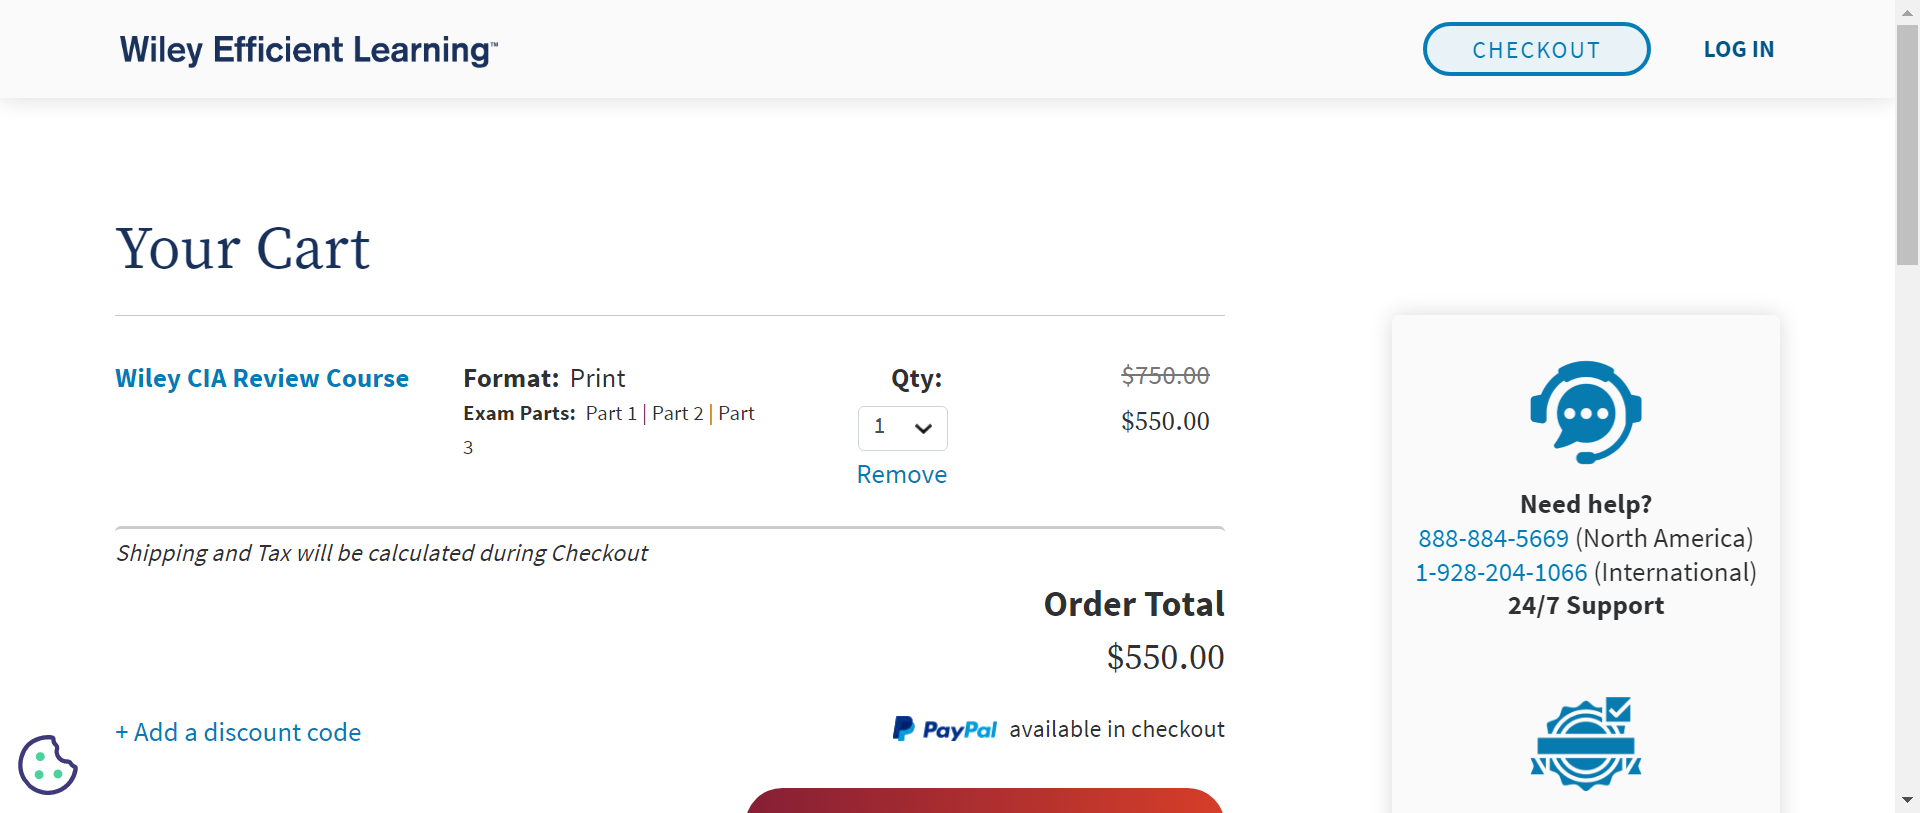 Wiley Efficient Learning™
CHECKOUT
LOG IN
Your Cart
Wiley CIA Review Course
Format: Print
Exam Parts: Part 1 | Part 2 | Part
3
Qty:
1
Remove
$750.00
$550.00
Shipping and Tax will be calculated during Checkout
Order Total
$550.00
+ Add a discount code
PayPal available in checkout
Need help?
888-884-5669 (North America)
1-928-204-1066 (International)
24/7 Support